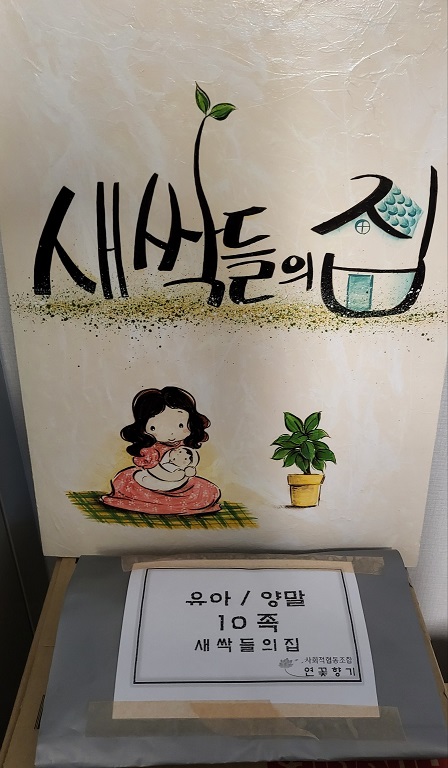 새싹들의집
유아 / 양말
10 족
새싹들의집
사회적협동조합
연꽃향기